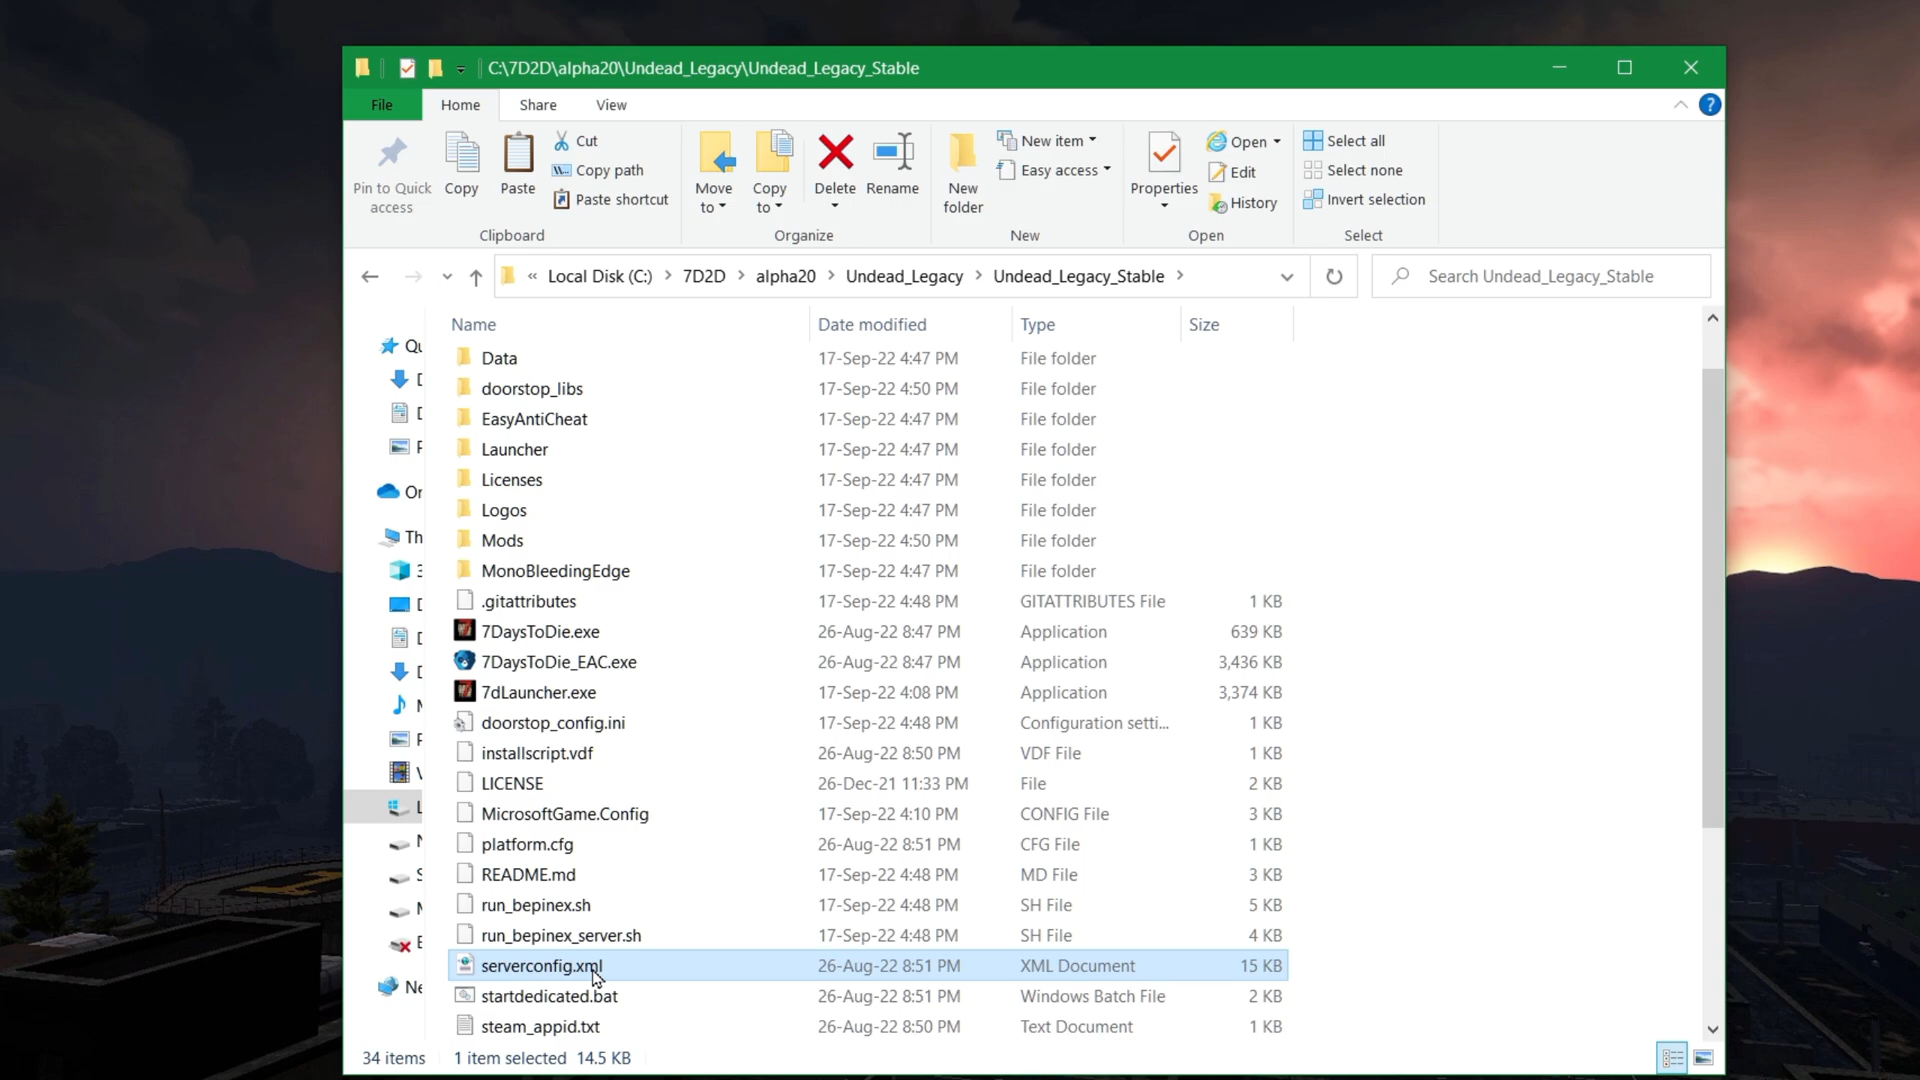 C:\7D2D\alpha20\Undead_Legacy\Undead_Legacy_Stable
File Home Share View
Pin to Quick access
Copy
Paste
Cut
Copy path
Paste shortcut
Clipboard
Move to
Copy to
Delete
Rename
Organize
New folder
New item
Easy access
New
Properties
Open
Edit
History
Open
Select all
Select none
Invert selection
Select
« Local Disk (C:) > 7D2D > alpha20 > Undead_Legacy > Undead_Legacy_Stable >
Search Undead_Legacy_Stable
Name Date modified Type Size
Data 17-Sep-22 4:47 PM File folder
doorstop_libs 17-Sep-22 4:50 PM File folder
EasyAntiCheat 17-Sep-22 4:47 PM File folder
Launcher 17-Sep-22 4:47 PM File folder
Licenses 17-Sep-22 4:47 PM File folder
Logos 17-Sep-22 4:47 PM File folder
Mods 17-Sep-22 4:50 PM File folder
MonoBleedingEdge 17-Sep-22 4:47 PM File folder
.gitattributes 17-Sep-22 4:48 PM GITATTRIBUTES File 1 KB
7DaysToDie.exe 26-Aug-22 8:47 PM Application 639 KB
7DaysToDie_EAC.exe 26-Aug-22 8:47 PM Application 3,436 KB
7dLauncher.exe 17-Sep-22 4:08 PM Application 3,374 KB
doorstop_config.ini 17-Sep-22 4:48 PM Configuration setti... 1 KB
installscript.vdf 26-Aug-22 8:50 PM VDF File 1 KB
LICENSE 26-Dec-21 11:33 PM File 2 KB
MicrosoftGame.Config 17-Sep-22 4:10 PM CONFIG File 3 KB
platform.cfg 26-Aug-22 8:51 PM CFG File 1 KB
README.md 17-Sep-22 4:48 PM MD File 3 KB
run_bepinex.sh 17-Sep-22 4:48 PM SH File 5 KB
run_bepinex_server.sh 17-Sep-22 4:48 PM SH File 4 KB
serverconfig.xml 26-Aug-22 8:51 PM XML Document 15 KB
startdedicated.bat 26-Aug-22 8:51 PM Windows Batch File 2 KB
steam_appid.txt 26-Aug-22 8:50 PM Text Document 1 KB
34 items 1 item selected 14.5 KB